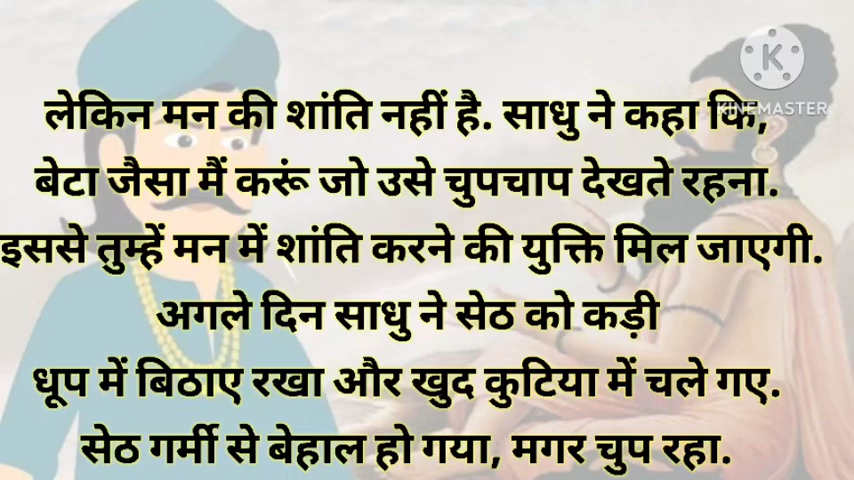 लेकिन मन की शांति नहीं है. साधु ने कहा कि,
बेटा जैसा मैं करूं जो उसे चुपचाप देखते रहना.
इससे तुम्हें मन में शांति करने की युक्ति मिल जाएगी.
अगले दिन साधु ने सेठ को कड़ी
धूप में बिठाए रखा और खुद कुटिया में चले गए.
सेठ गर्मी से बेहाल हो गया, मगर चुप रहा.
K
KINEMASTER